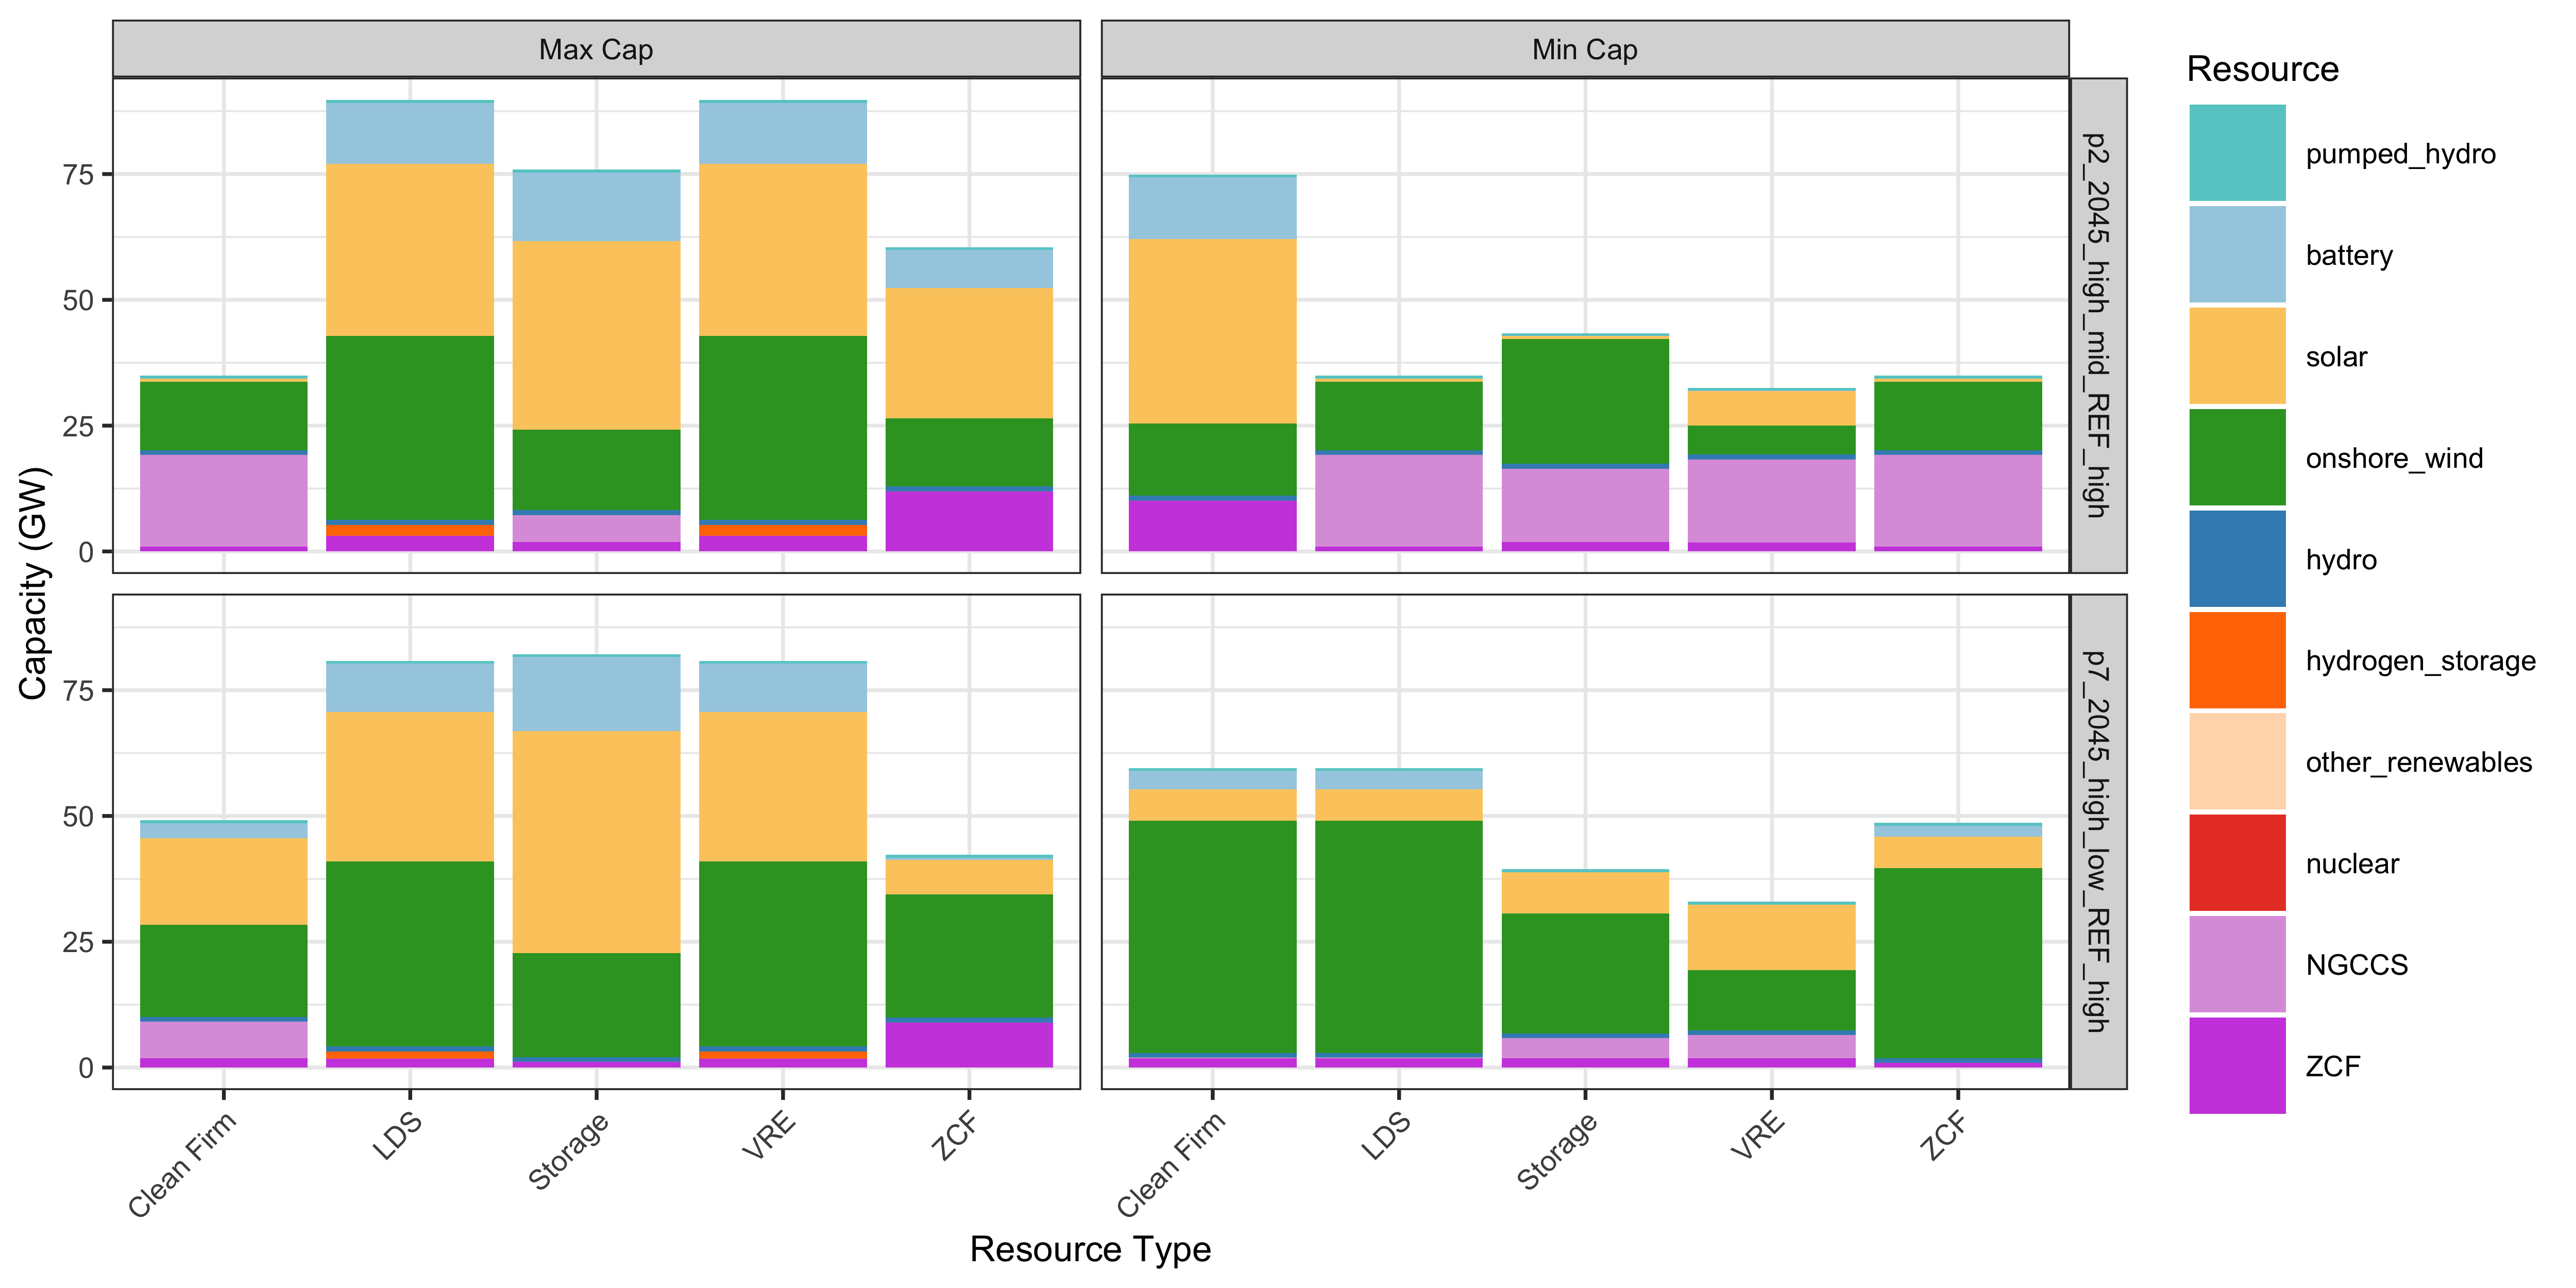 Max Cap
Min Cap
Capacity (GW)
75
50
25
0
p2_2045_high_mid_REF_high
75
50
25
0
p7_2045_high_low_REF_high
Clean Firm
LDS
Storage
VRE
ZCF
Clean Firm
LDS
Storage
VRE
ZCF
Resource Type
Resource
pumped_hydro
battery
solar
onshore_wind
hydro
hydrogen_storage
other_renewables
nuclear
NGCCS
ZCF